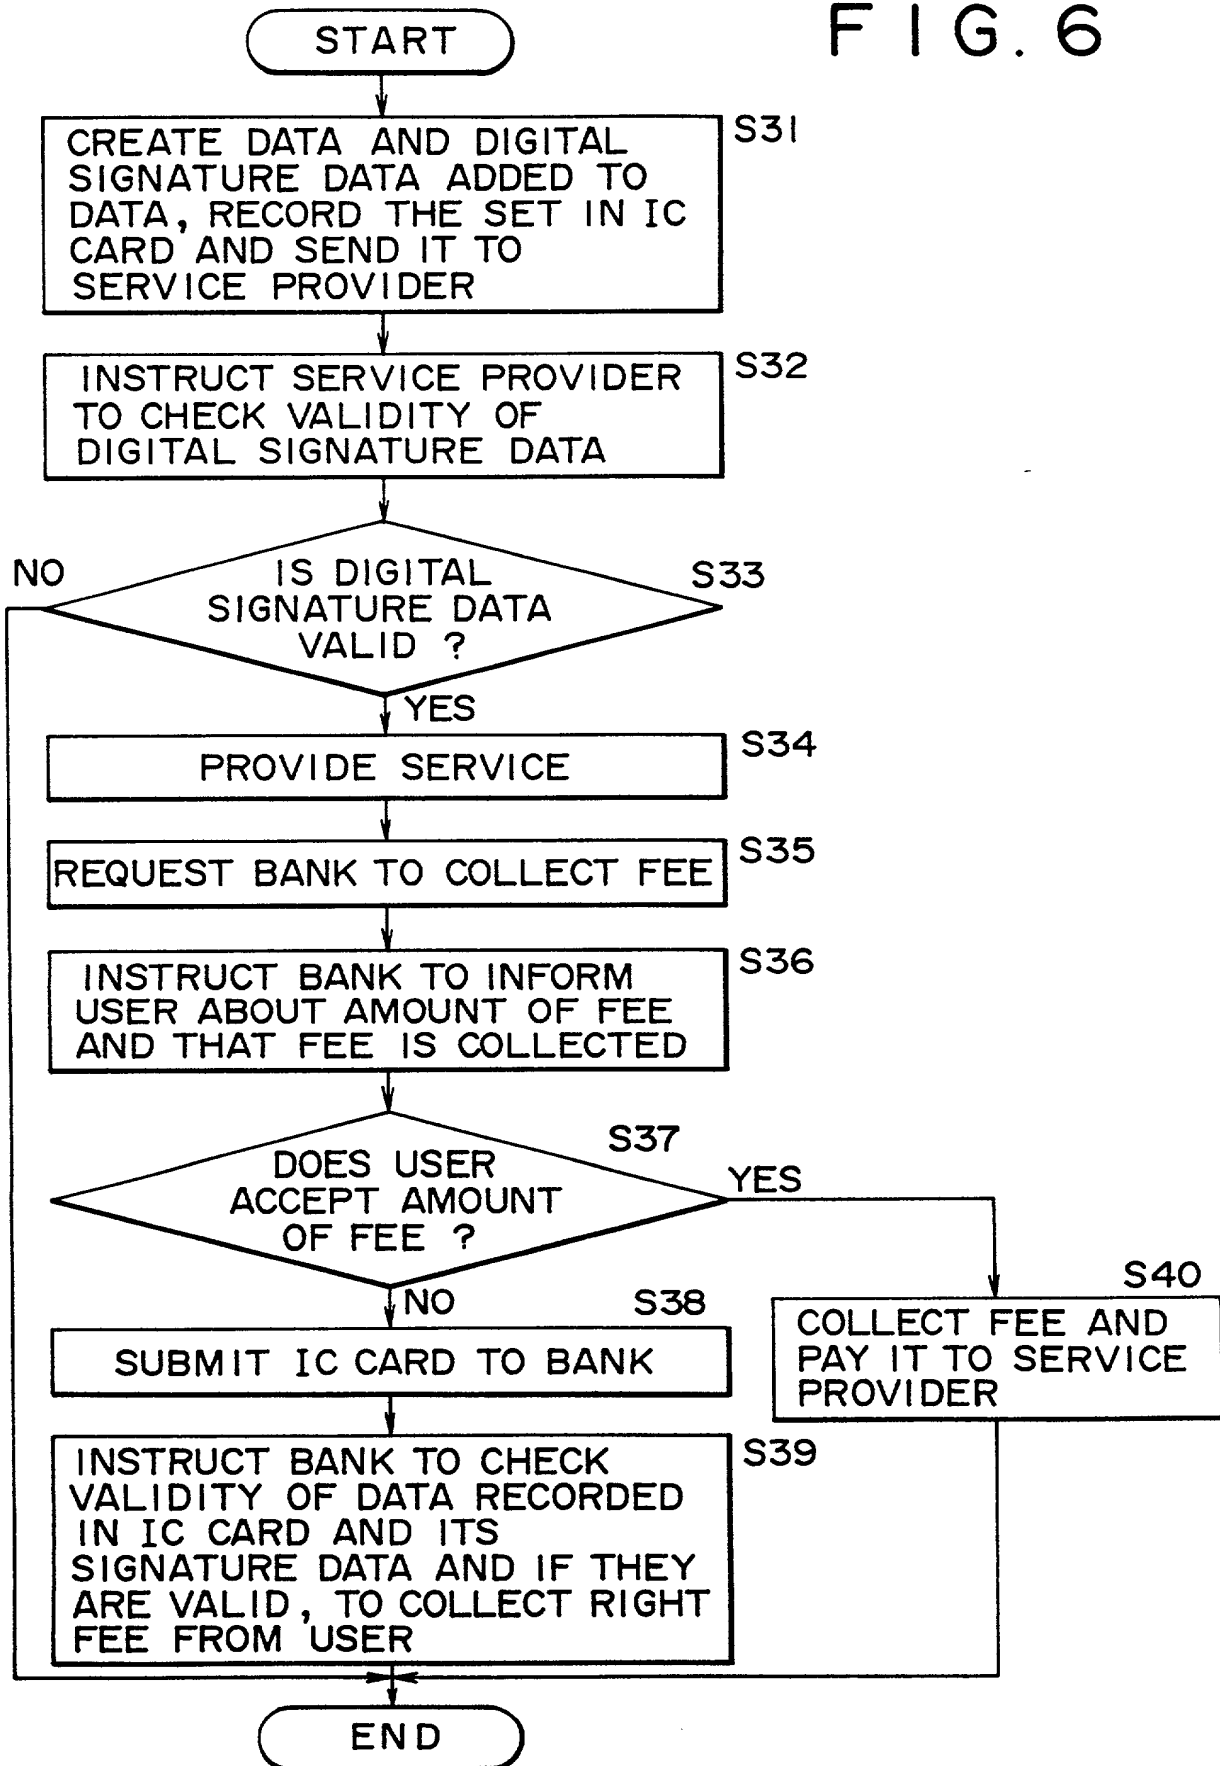 FIG. 6
START
S31
CREATE DATA AND DIGITAL
SIGNATURE DATA ADDED TO
DATA, RECORD THE SET IN IC
CARD AND SEND IT TO
SERVICE PROVIDER
S32
INSTRUCT SERVICE PROVIDER
TO CHECK VALIDITY OF
DIGITAL SIGNATURE DATA
NO
S33
IS DIGITAL
SIGNATURE DATA
VALID ?
YES
S34
PROVIDE SERVICE
S35
REQUEST BANK TO COLLECT FEE
S36
INSTRUCT BANK TO INFORM
USER ABOUT AMOUNT OF FEE
AND THAT FEE IS COLLECTED
S37
DOES USER
ACCEPT AMOUNT
OF FEE ?
YES
NO
S38
SUBMIT IC CARD TO BANK
S40
COLLECT FEE AND
PAY IT TO SERVICE
PROVIDER
S39
INSTRUCT BANK TO CHECK
VALIDITY OF DATA RECORDED
IN IC CARD AND ITS
SIGNATURE DATA AND IF THEY
ARE VALID, TO COLLECT RIGHT
FEE FROM USER
END